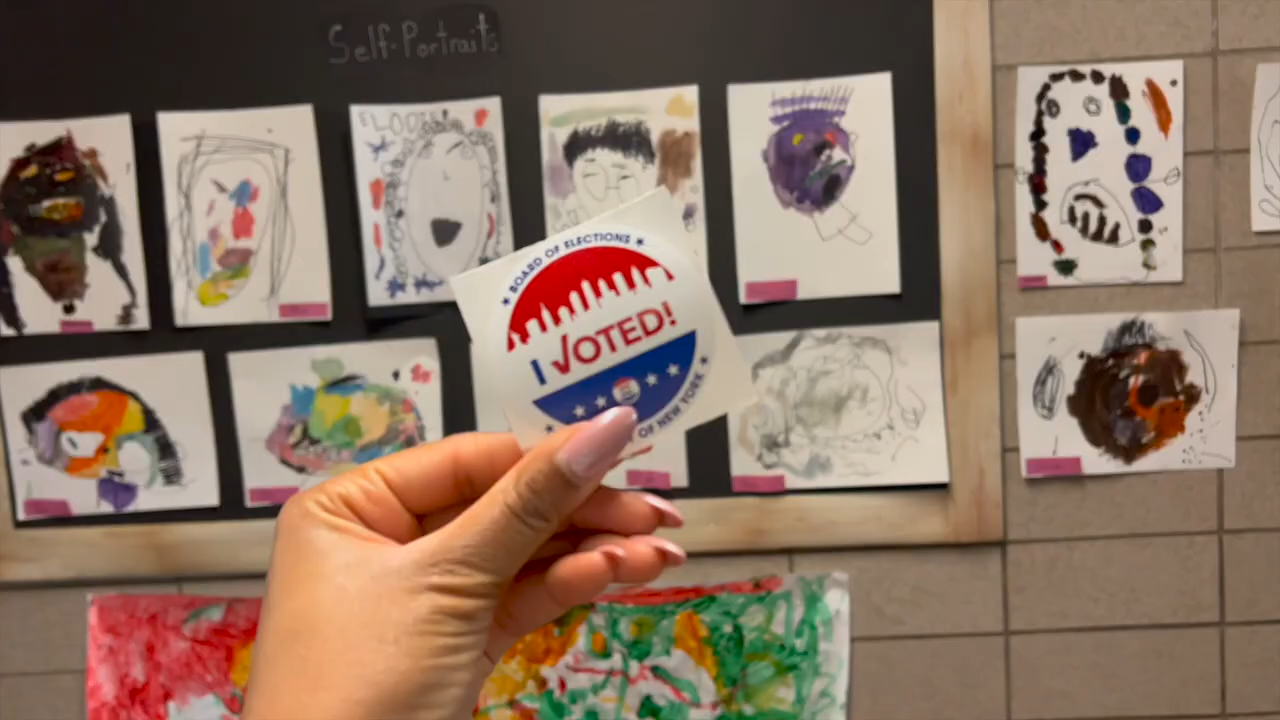 Self-Portraits
BOARD OF ELECTIONS
I VOTED!
OF NEW YORK